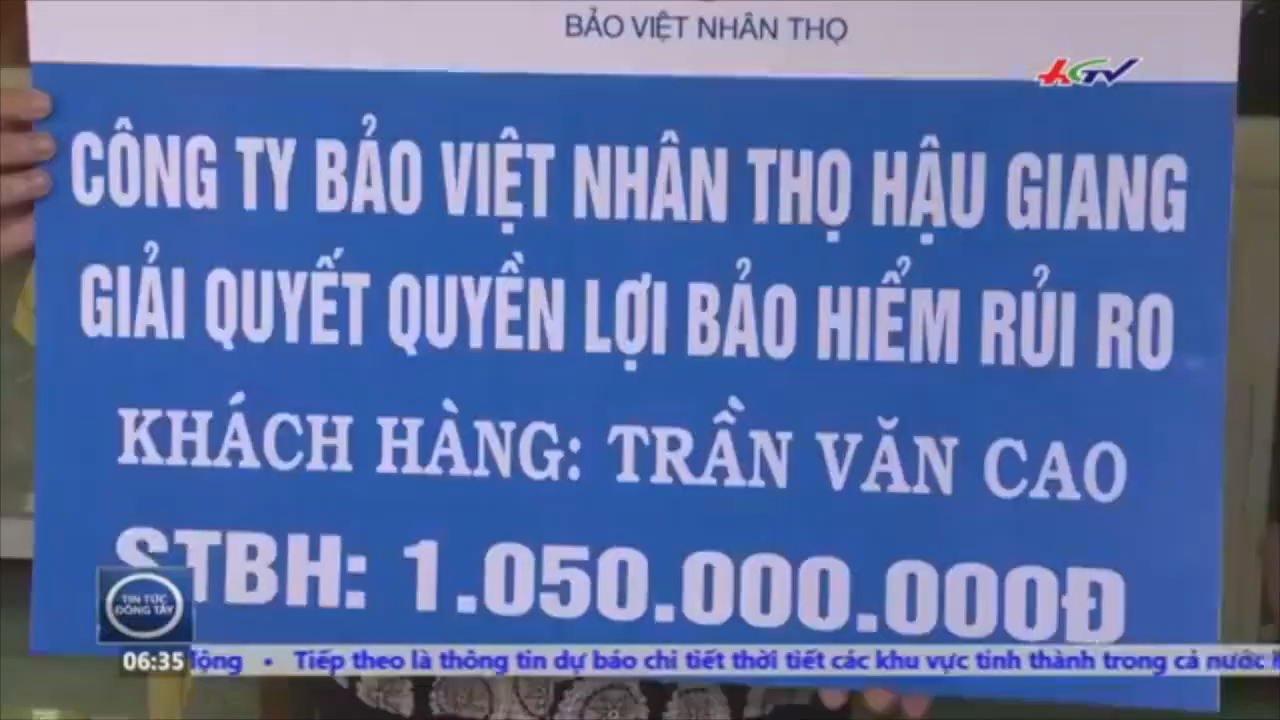 BẢO VIỆT NHÂN THỌ
HGTV
CÔNG TY BẢO VIỆT NHÂN THỌ HẬU GIANG
GIẢI QUYẾT QUYỀN LỢI BẢO HIỂM RỦI RO
KHÁCH HÀNG: TRẦN VĂN CAO
STBH: 1.050.000.000Đ
TIN TỨC
ĐÔNG TÂY
06:35 động • Tiếp theo là thông tin dự báo chi tiết thời tiết các khu vực tỉnh thành trong cả nước